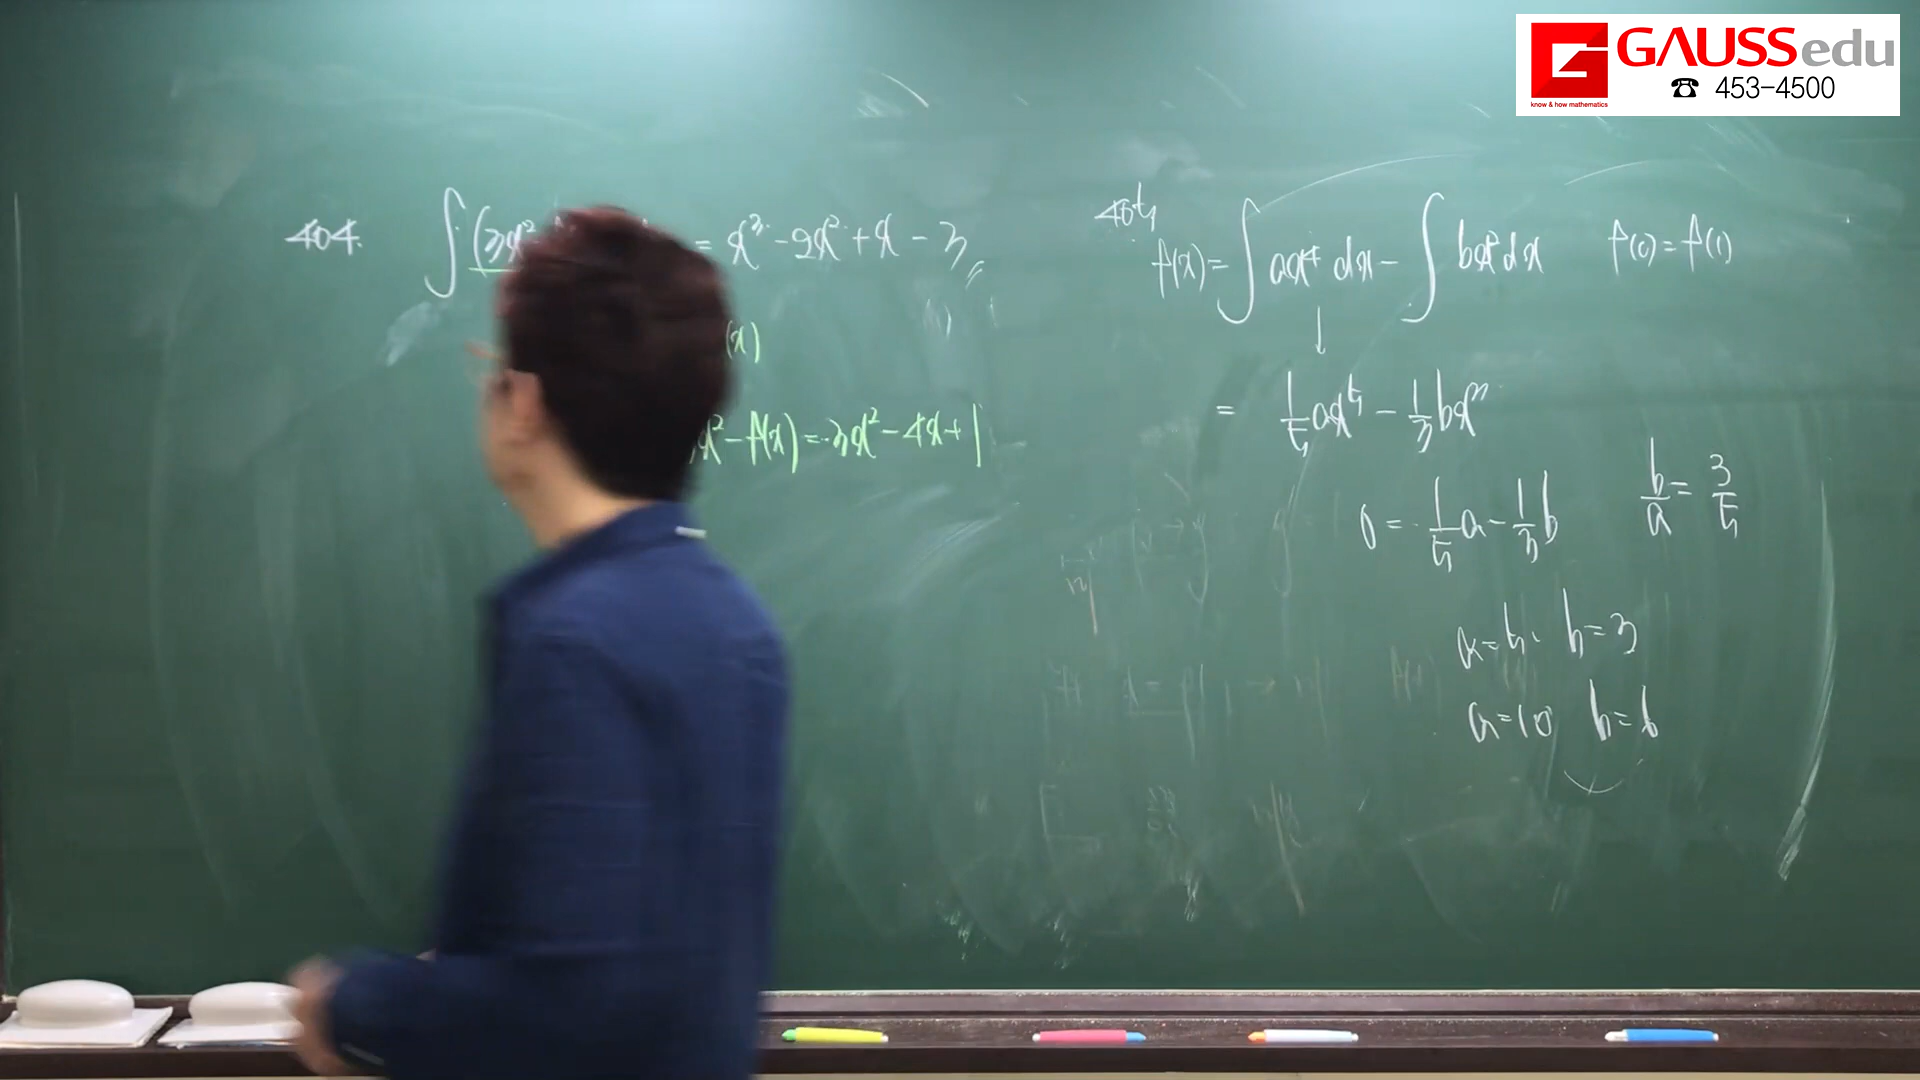 GAUSSedu
know & how mathematics
☎ 453-4500
404. ∫(3x² = x³ - 2x² + x - 3
(x)
x² - f(x) = 3x² - 4x + 1
405 f(x) = ∫ ax⁴ dx - ∫ bx² dx f(0) = f(1)
↓
= 1/5 ax⁵ - 1/3 bx³
0 = 1/5 a - 1/3 b b/a = 3/5
a = 5. b = 3
a = 10 b = 6